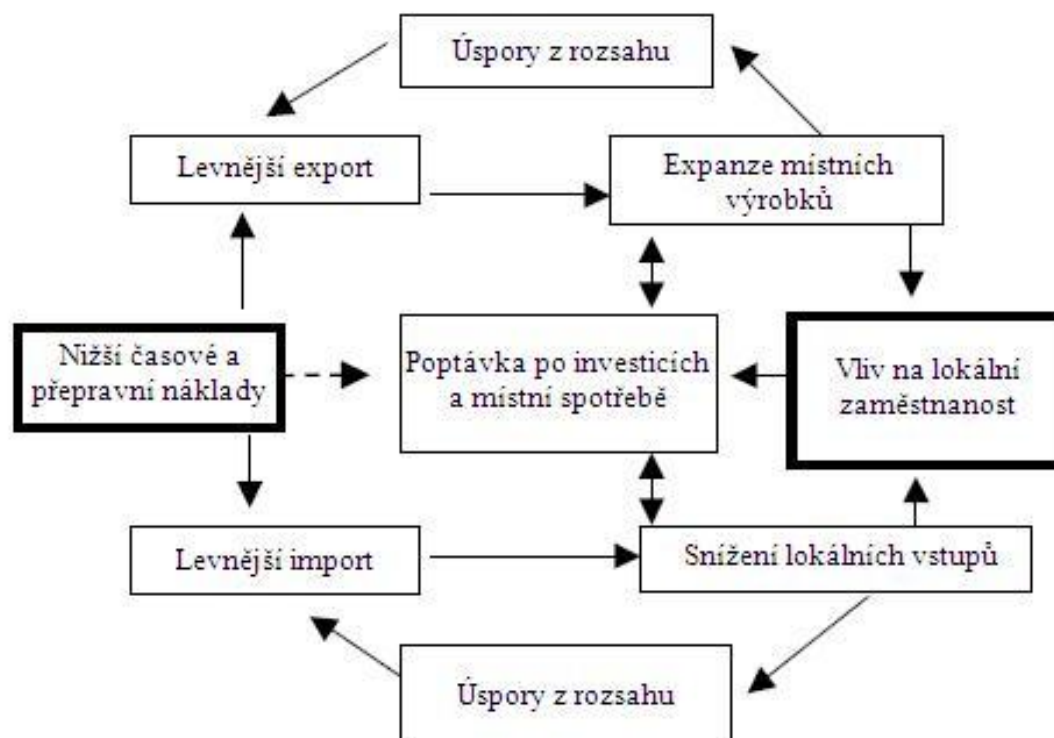 Úspory z rozsahu
Levnější export
Expanze místních
výrobků
Nižší časové a
přepravní náklady
Poptávka po investicích
a místní spotřebě
Vliv na lokální
zaměstnanost
Levnější import
Snížení lokálních vstupů
Úspory z rozsahu